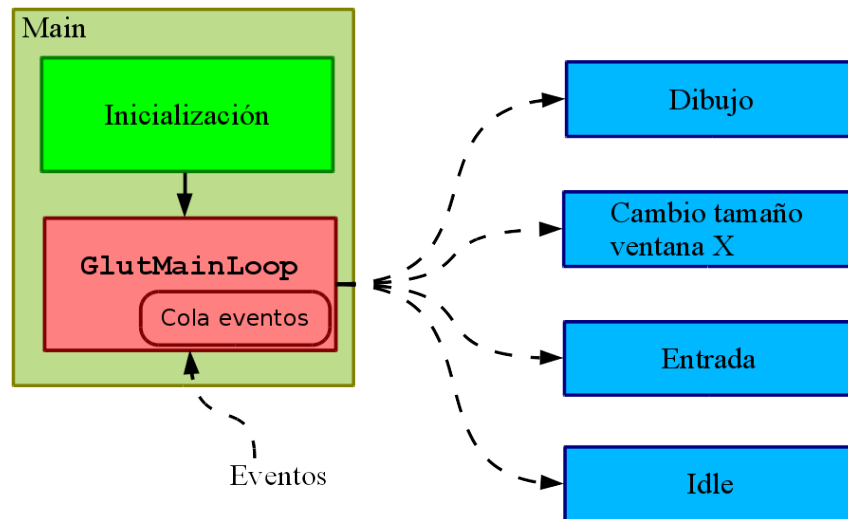 Main
Inicialización
GlutMainLoop
Cola eventos
Eventos
Dibujo
Cambio tamaño
ventana X
Entrada
Idle